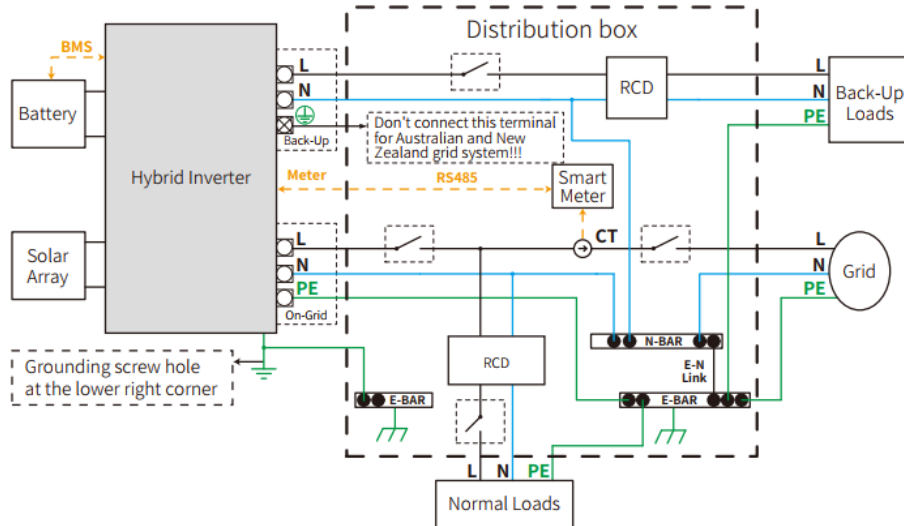 Distribution box
BMS
L
N
Back-Up
RCD
L
N
PE
Back-Up
Loads
Battery
Don't connect this terminal
for Australian and New
Zealand grid system!!!
Hybrid Inverter
Meter
RS485
Smart
Meter
CT
L
N
PE
On-Grid
Solar
Array
L
N
PE
Grid
N-BAR
E-N
Link
RCD
Grounding screw hole
at the lower right corner
E-BAR
E-BAR
L
N
PE
Normal Loads